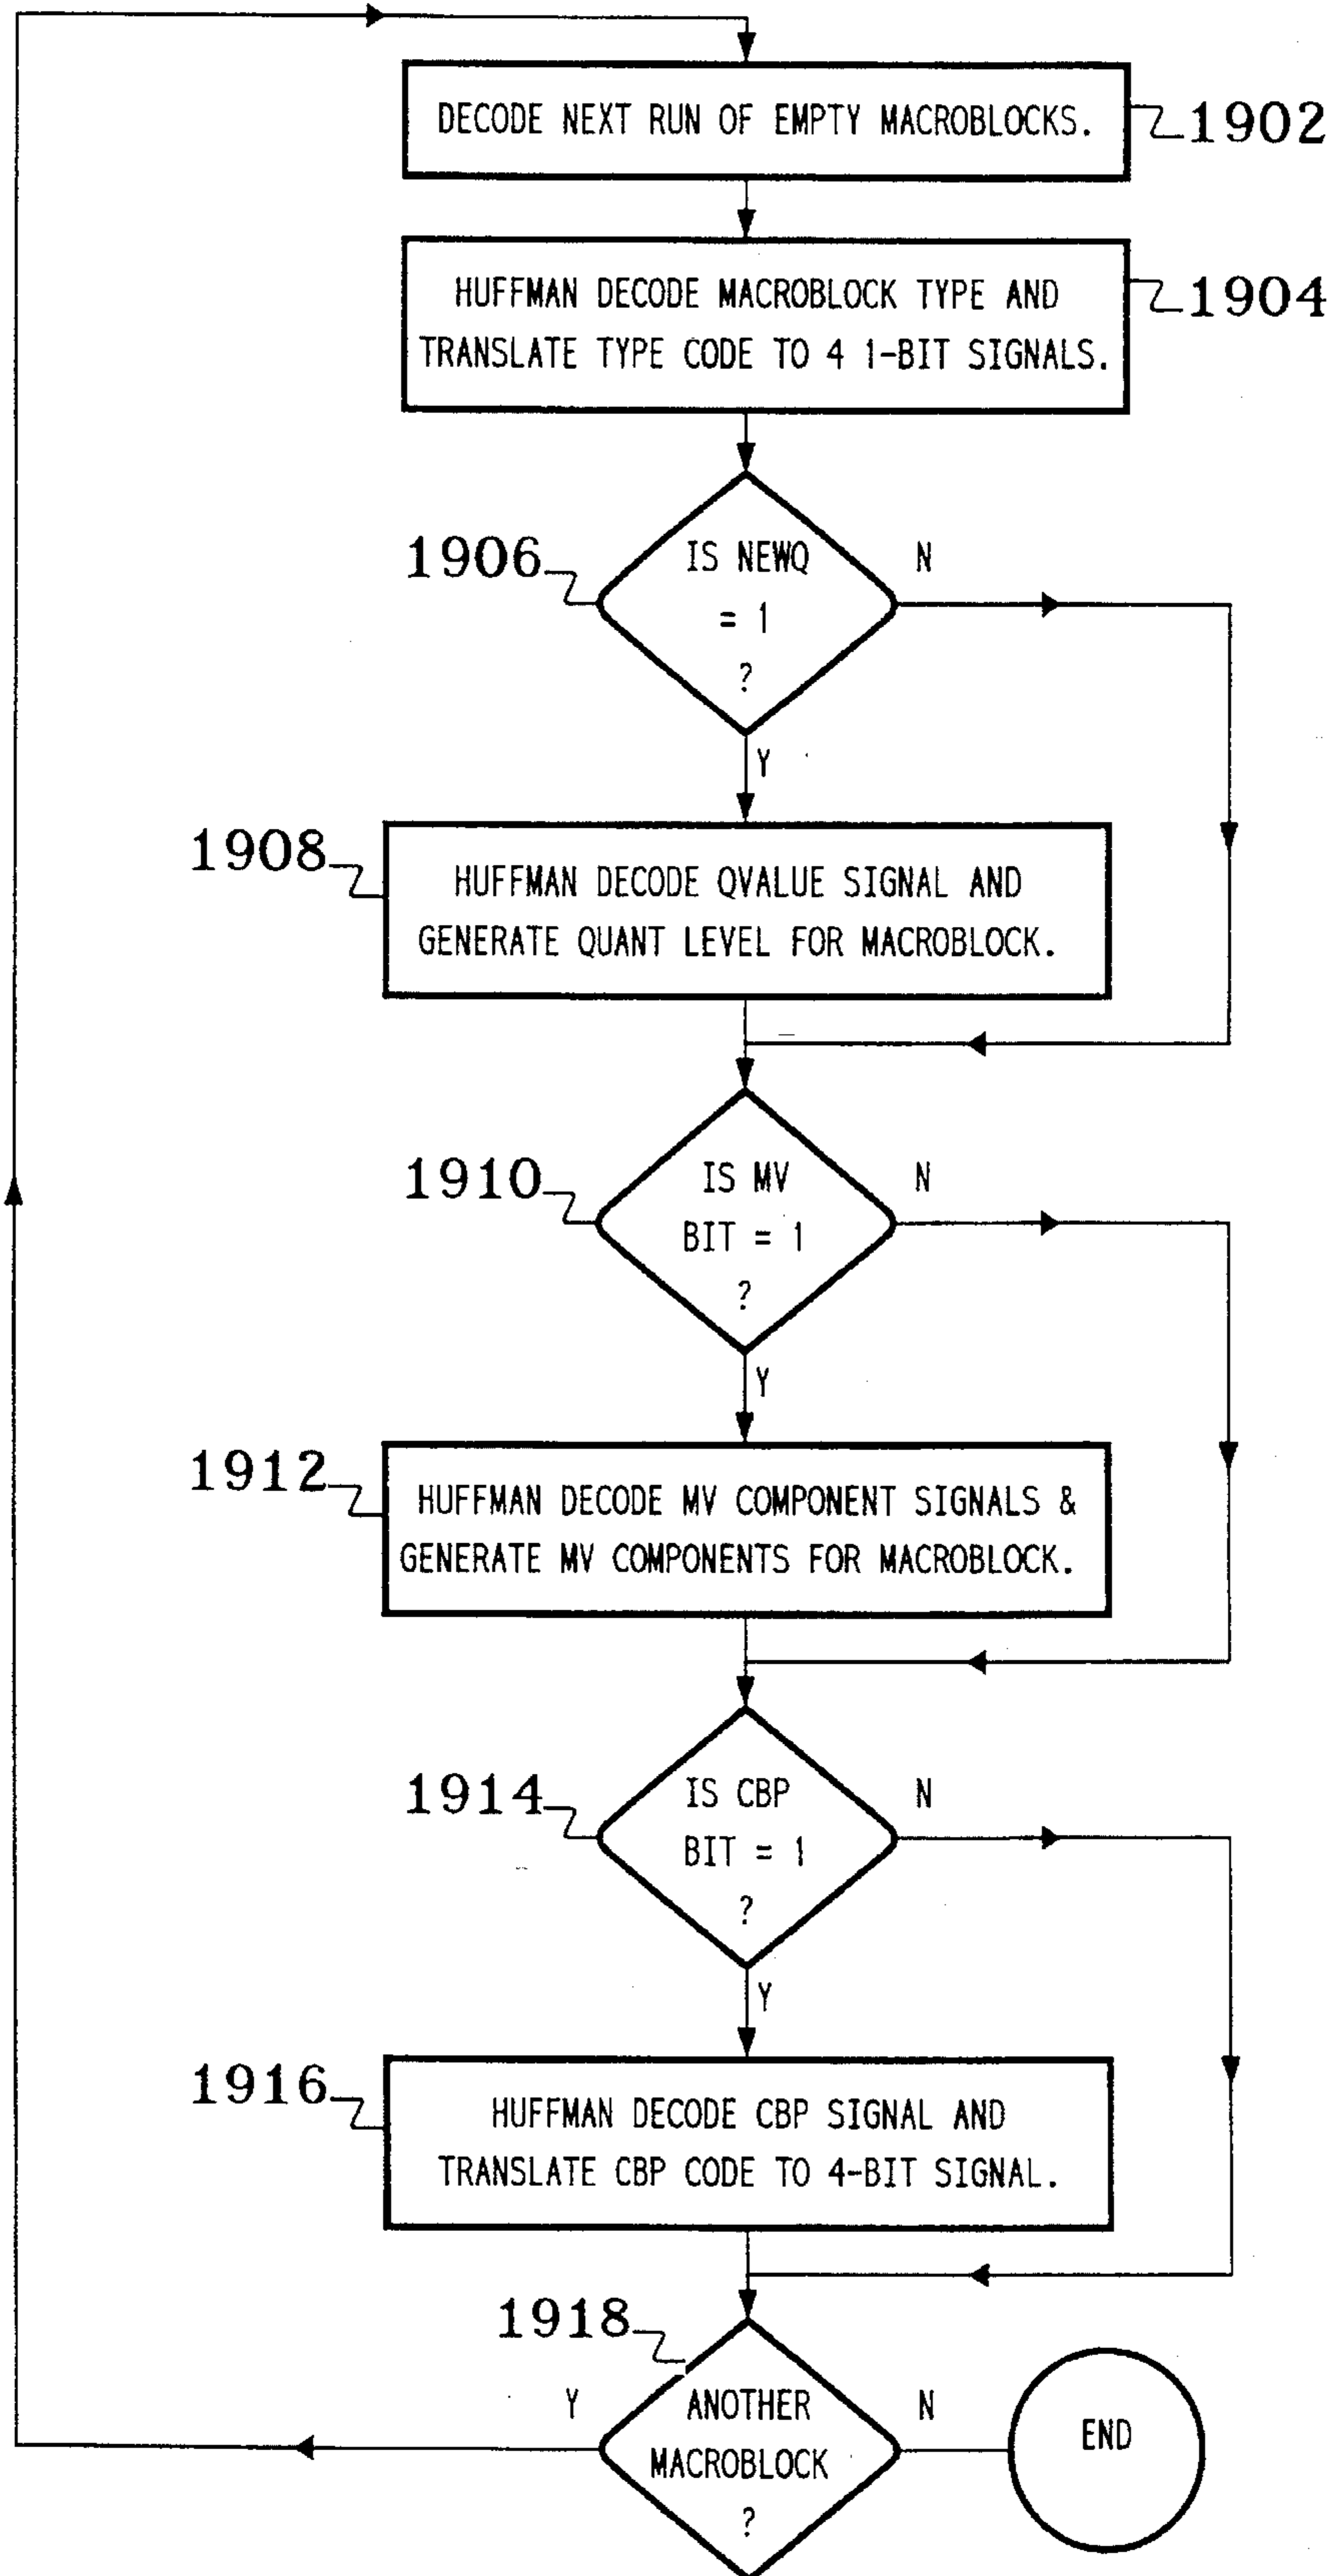 DECODE NEXT RUN OF EMPTY MACROBLOCKS.
1902
HUFFMAN DECODE MACROBLOCK TYPE AND
TRANSLATE TYPE CODE TO 4 1-BIT SIGNALS.
1904
1906
IS NEWQ
= 1
?
N
Y
1908
HUFFMAN DECODE QVALUE SIGNAL AND
GENERATE QUANT LEVEL FOR MACROBLOCK.
1910
IS MV
BIT = 1
?
N
Y
1912
HUFFMAN DECODE MV COMPONENT SIGNALS &
GENERATE MV COMPONENTS FOR MACROBLOCK.
1914
IS CBP
BIT = 1
?
N
Y
1916
HUFFMAN DECODE CBP SIGNAL AND
TRANSLATE CBP CODE TO 4-BIT SIGNAL.
1918
Y
ANOTHER
MACROBLOCK
?
N
END